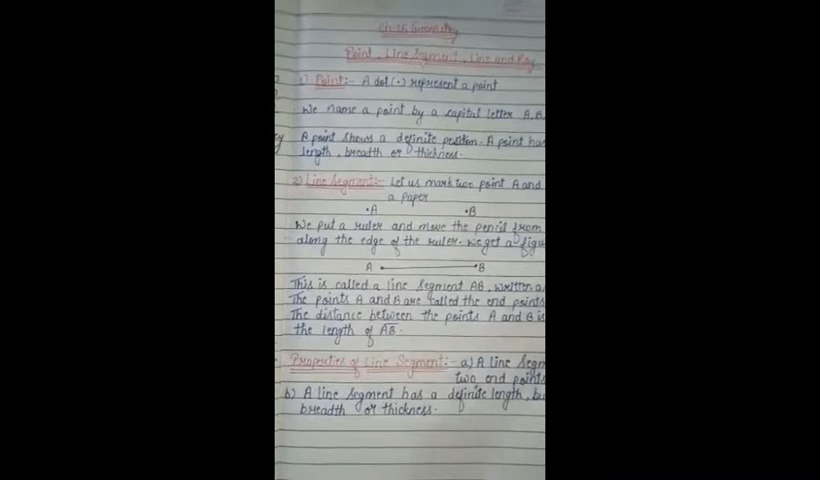 Point, Line Segment, Line and Ray
1) Point:- A dot (•) represent a point
We name a point by a capital letter A, B,
A point shows a definite position. A point has
length, breadth or thickness.
2) Line Segment:- Let us mark two point A and
a paper
•A •B
We put a ruler and move the pencil from
along the edge of the ruler. We get a figu
A B
This is called a line segment AB, written a
The points A and B are called the end points
The distance between the points A and B is
the length of AB.
Properties of Line Segment:- a) A line Segm
two end points
b) A line segment has a definite length, bu
breadth or thickness.